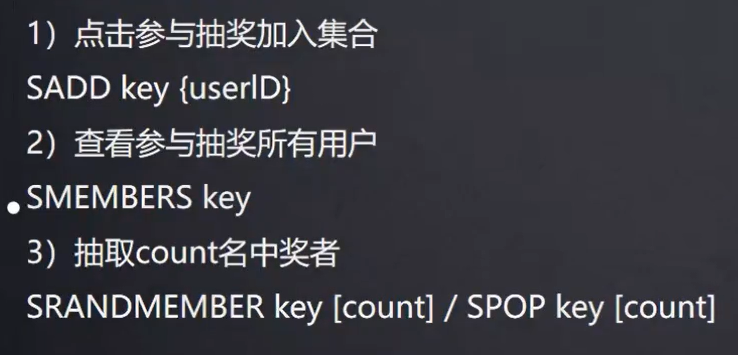 1）点击参与抽奖加入集合
SADD key {userlD}
2）查看参与抽奖所有用户
SMEMBERS key
3）抽取count名中奖者
SRANDMEMBER key [count] / SPOP key [count]